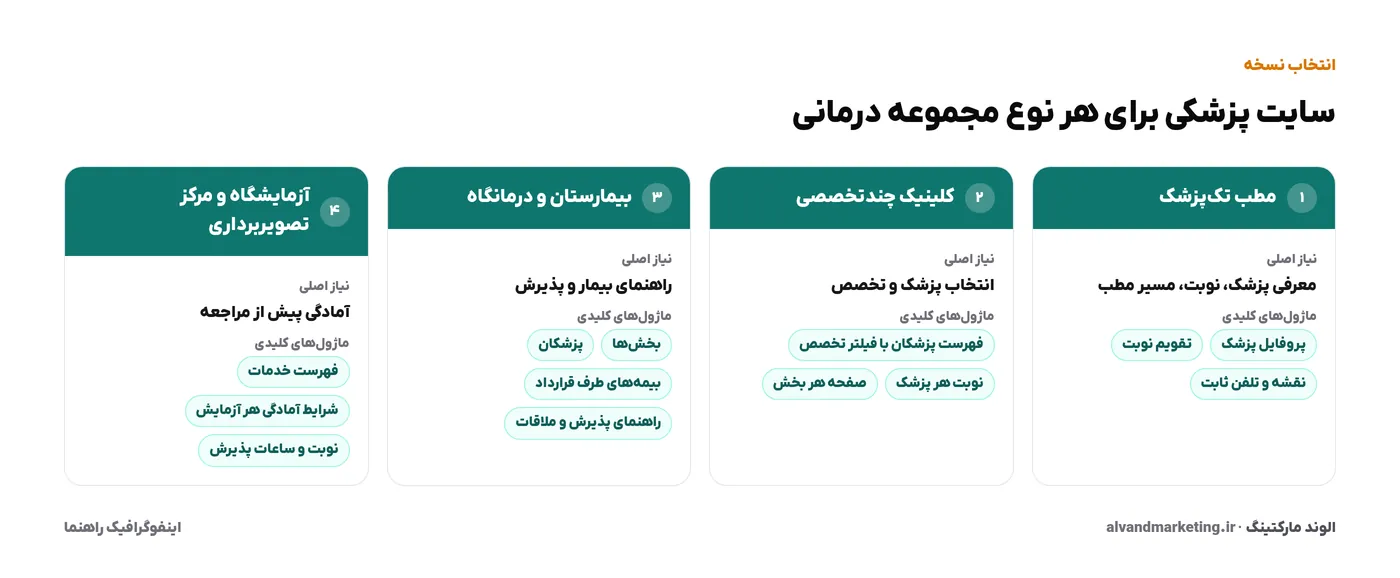 انتخاب نسخه
سایت پزشکی برای هر نوع مجموعه درمانی
۱ مطب تک‌پزشک
نیاز اصلی
معرفی پزشک، نوبت، مسیر مطب
ماژول‌های کلیدی
پروفایل پزشک
تقویم نوبت
نقشه و تلفن ثابت
۲ کلینیک چندتخصصی
نیاز اصلی
انتخاب پزشک و تخصص
ماژول‌های کلیدی
فهرست پزشکان با فیلتر تخصص
نوبت هر پزشک
صفحه هر بخش
۳ بیمارستان و درمانگاه
نیاز اصلی
راهنمای بیمار و پذیرش
ماژول‌های کلیدی
بخش‌ها
پزشکان
بیمه‌های طرف قرارداد
راهنمای پذیرش و ملاقات
۴ آزمایشگاه و مرکز
تصویربرداری
نیاز اصلی
آمادگی پیش از مراجعه
ماژول‌های کلیدی
فهرست خدمات
شرایط آمادگی هر آزمایش
نوبت و ساعات پذیرش
الوند مارکتینگ · alvandmarketing.ir
اینفوگرافیک راهنما